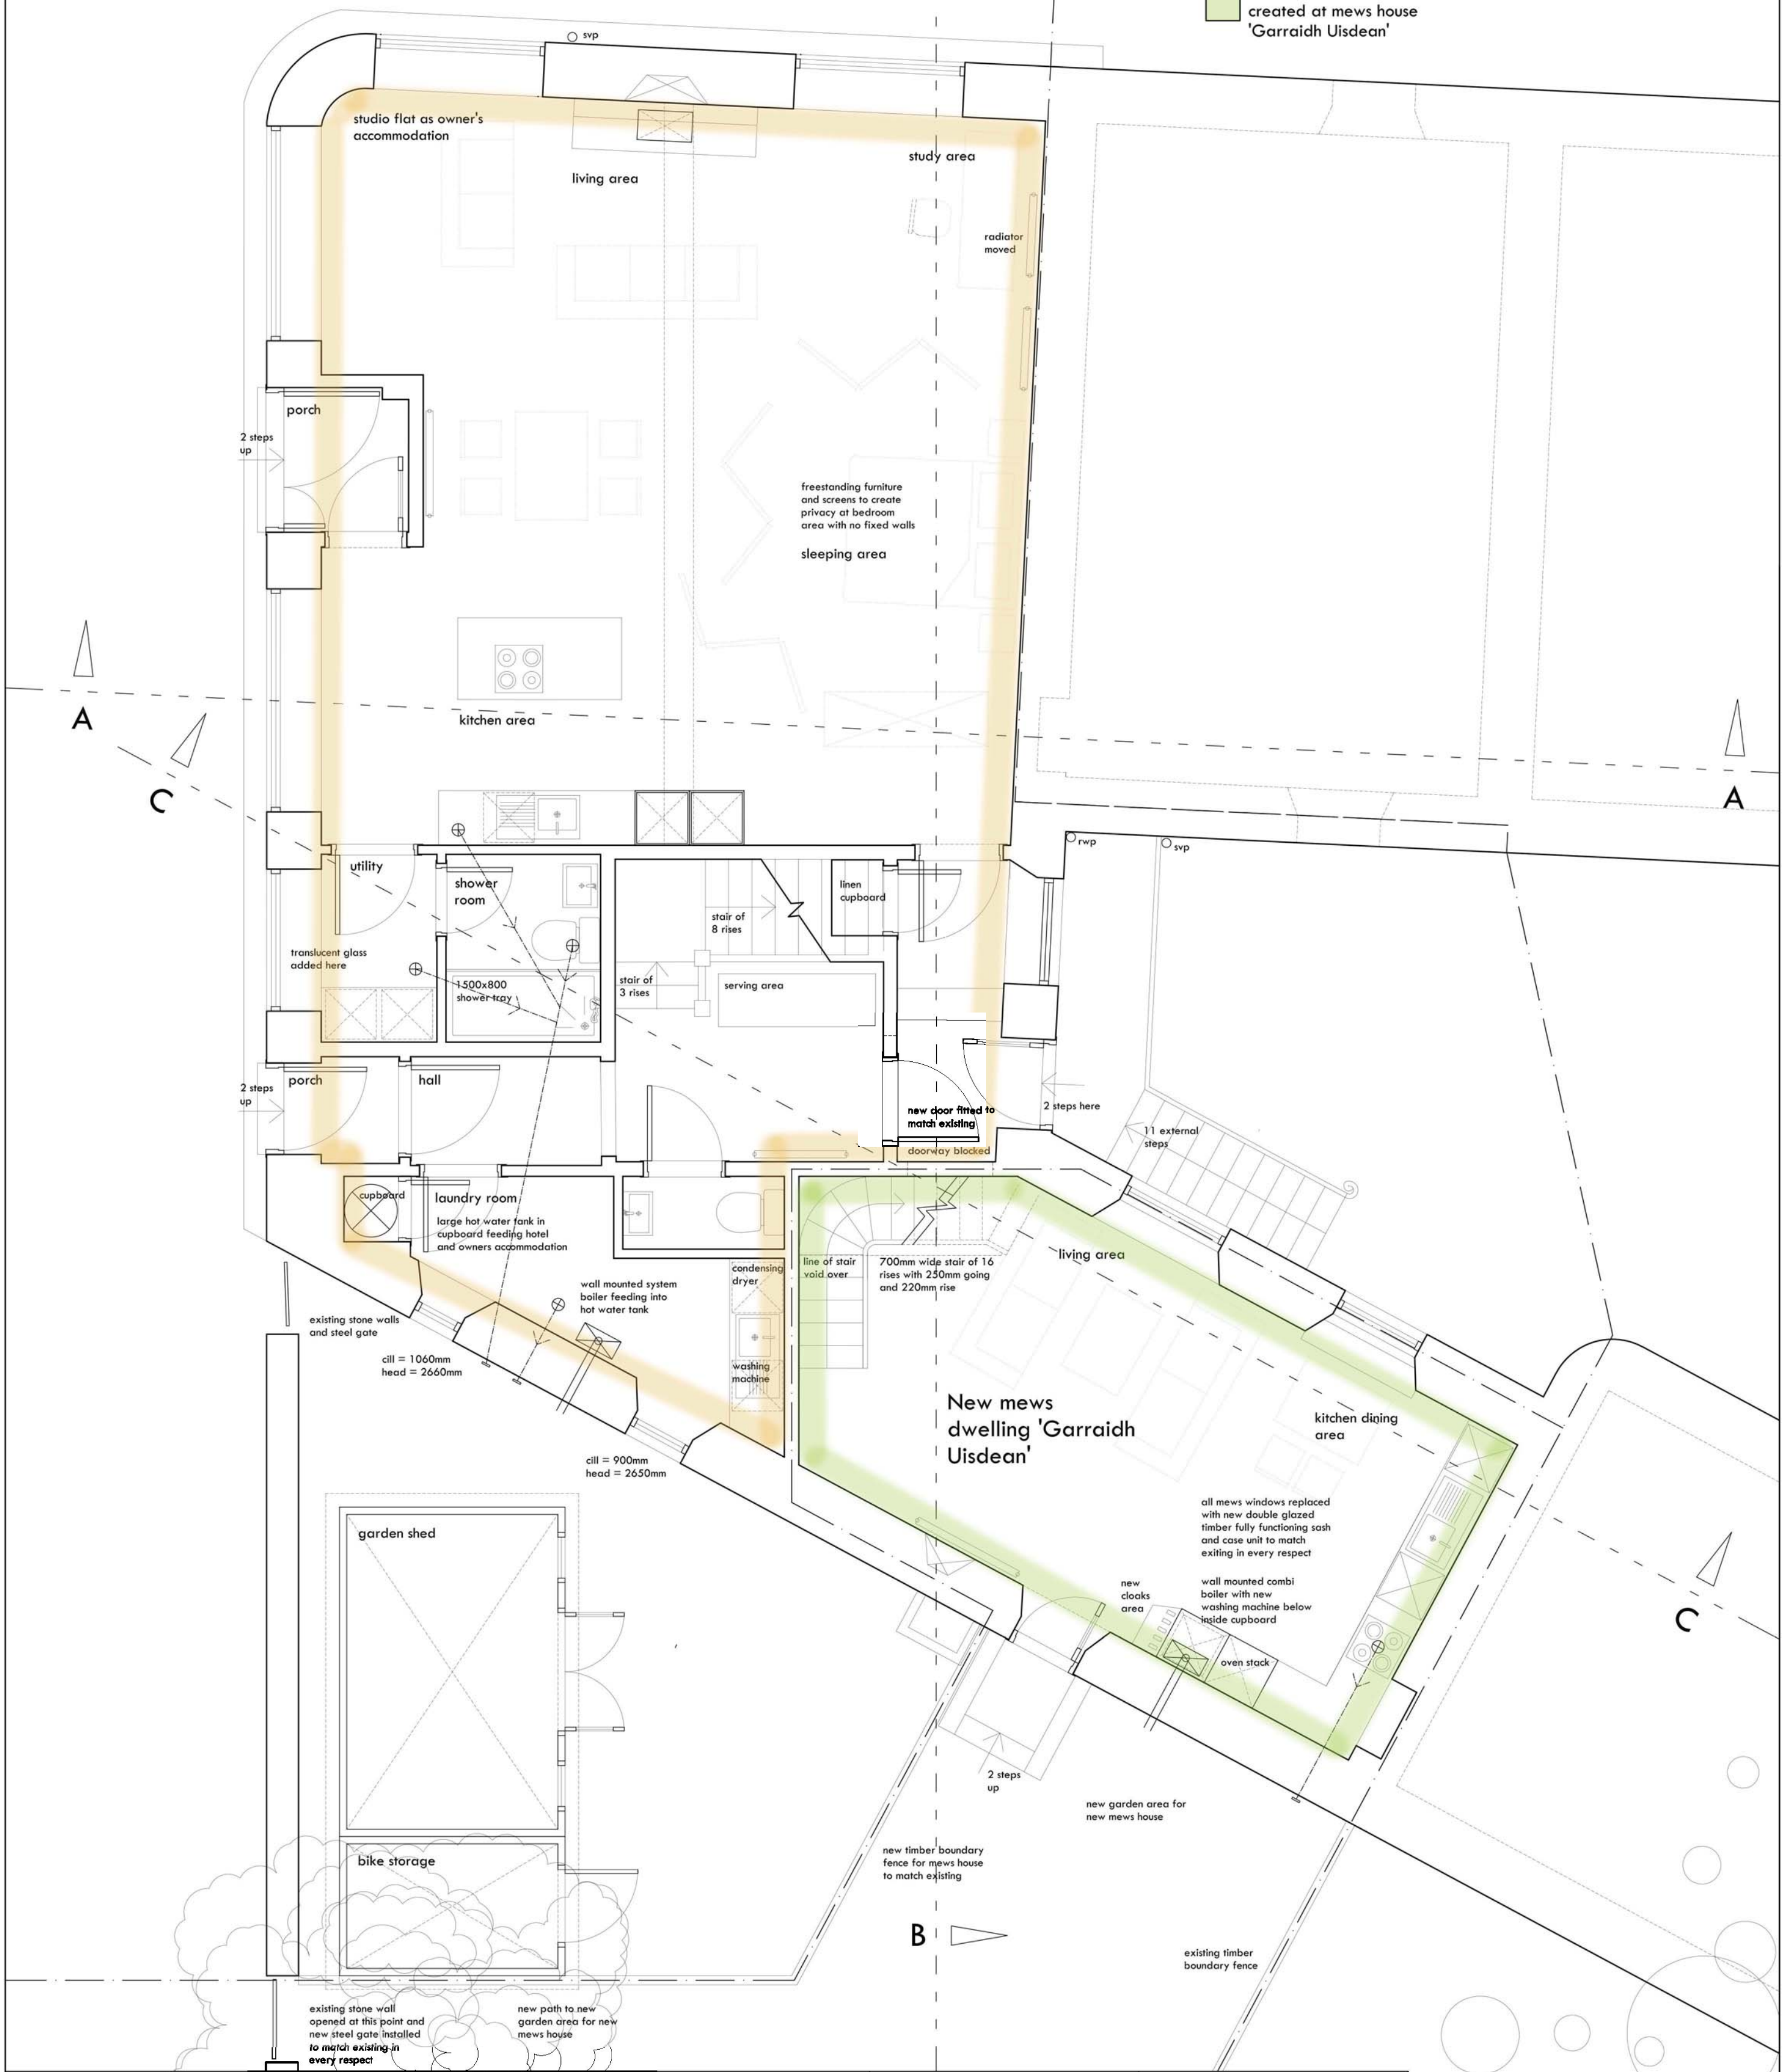 created at mews house
'Garraidh Uisdean'
svp
studio flat as owner's
accommodation
living area
study area
radiator
moved
porch
2 steps
up
freestanding furniture
and screens to create
privacy at bedroom
area with no fixed walls
sleeping area
A
C
kitchen area
A
rwp
svp
utility
shower
room
linen
cupboard
stair of
8 rises
translucent glass
added here
1500x800
shower tray
stair of
3 rises
serving area
2 steps
up
porch
hall
new door fitted to
match existing
2 steps here
11 external
steps
doorway blocked
cupboard
laundry room
large hot water tank in
cupboard feeding hotel
and owners accommodation
condensing
dryer
line of stair
void over
700mm wide stair of 16
rises with 250mm going
and 220mm rise
living area
wall mounted system
boiler feeding into
hot water tank
existing stone walls
and steel gate
cill = 1060mm
head = 2660mm
washing
machine
New mews
dwelling 'Garraidh
Uisdean'
kitchen dining
area
cill = 900mm
head = 2650mm
all mews windows replaced
with new double glazed
timber fully functioning sash
and case unit to match
exiting in every respect
garden shed
new
cloaks
area
wall mounted combi
boiler with new
washing machine below
inside cupboard
C
oven stack
2 steps
up
new garden area for
new mews house
new timber boundary
fence for mews house
to match existing
bike storage
B
existing timber
boundary fence
existing stone wall
opened at this point and
new steel gate installed
to match existing in
every respect
new path to new
garden area for new
mews house